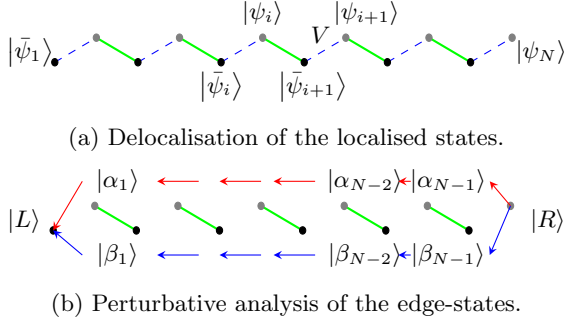 |ψ_i⟩ |ψ_{i+1}⟩
|ψ̄_1⟩ V |ψ_N⟩
|ψ̄_i⟩ |ψ̄_{i+1}⟩
(a) Delocalisation of the localised states.
|α_1⟩ |α_{N−2}⟩ |α_{N−1}⟩
|L⟩ |R⟩
|β_1⟩ |β_{N−2}⟩ |β_{N−1}⟩
(b) Perturbative analysis of the edge-states.